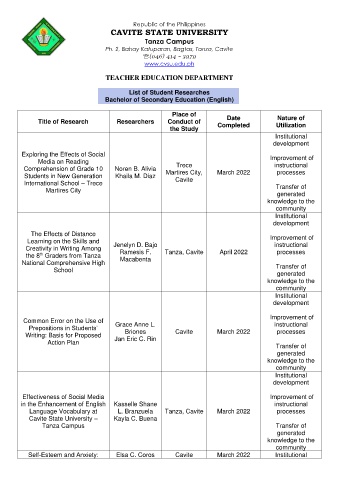 Republic of the Philippines
CAVITE STATE UNIVERSITY
Tanza Campus
Ph. 2, Bahay Katuparan, Bagtas, Tanza, Cavite
☏(046) 414 – 3979
www.cvsu.edu.ph
TEACHER EDUCATION DEPARTMENT
List of Student Researches
Bachelor of Secondary Education (English)
Title of Research
Researchers
Place of
Conduct of
the Study
Date
Completed
Nature of
Utilization
Exploring the Effects of Social
Media on Reading
Comprehension of Grade 10
Students in New Generation
International School – Trece
Martires City
Noren B. Alivia
Khaila M. Diaz
Trece
Martires City,
Cavite
March 2022
Institutional
development
Improvement of
instructional
processes
Transfer of
generated
knowledge to the
community
The Effects of Distance
Learning on the Skills and
Creativity in Writing Among
the 8th Graders from Tanza
National Comprehensive High
School
Jenelyn D. Bajo
Ramesis F.
Macabenta
Tanza, Cavite
April 2022
Institutional
development
Improvement of
instructional
processes
Transfer of
generated
knowledge to the
community
Common Error on the Use of
Prepositions in Students'
Writing: Basis for Proposed
Action Plan
Grace Anne L.
Briones
Jan Eric C. Rin
Cavite
March 2022
Institutional
development
Improvement of
instructional
processes
Transfer of
generated
knowledge to the
community
Effectiveness of Social Media
in the Enhancement of English
Language Vocabulary at
Cavite State University –
Tanza Campus
Kasselle Shane
L. Branzuela
Kayla C. Buena
Tanza, Cavite
March 2022
Institutional
development
Improvement of
instructional
processes
Transfer of
generated
knowledge to the
community
Self-Esteem and Anxiety:
Elsa C. Coros
Cavite
March 2022
Institutional